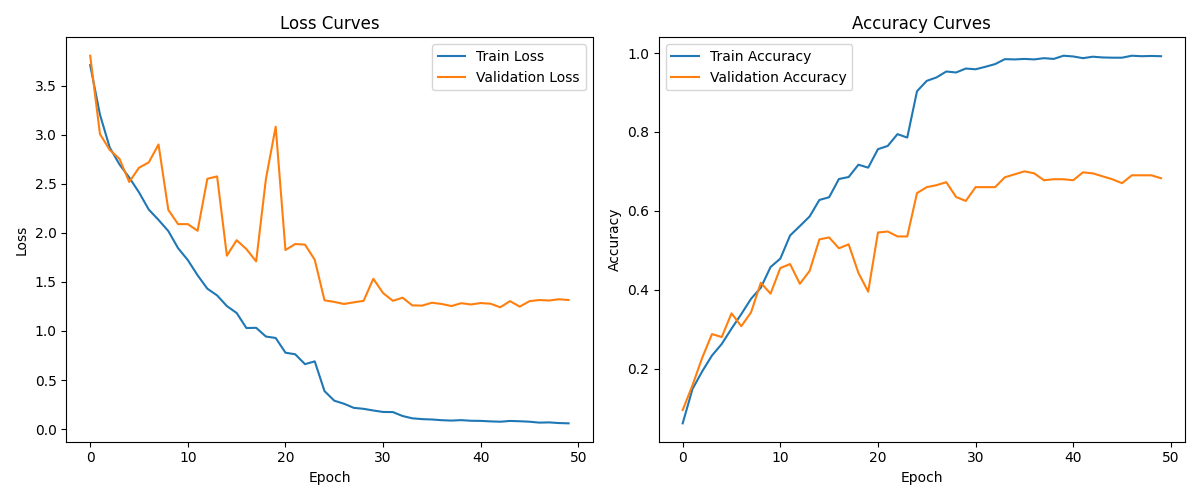 Loss Curves
Train Loss
Validation Loss
3.5
3.0
2.5
2.0
1.5
1.0
0.5
0.0
Loss
0 10 20 30 40 50
Epoch
Accuracy Curves
Train Accuracy
Validation Accuracy
1.0
0.8
0.6
0.4
0.2
Accuracy
0 10 20 30 40 50
Epoch